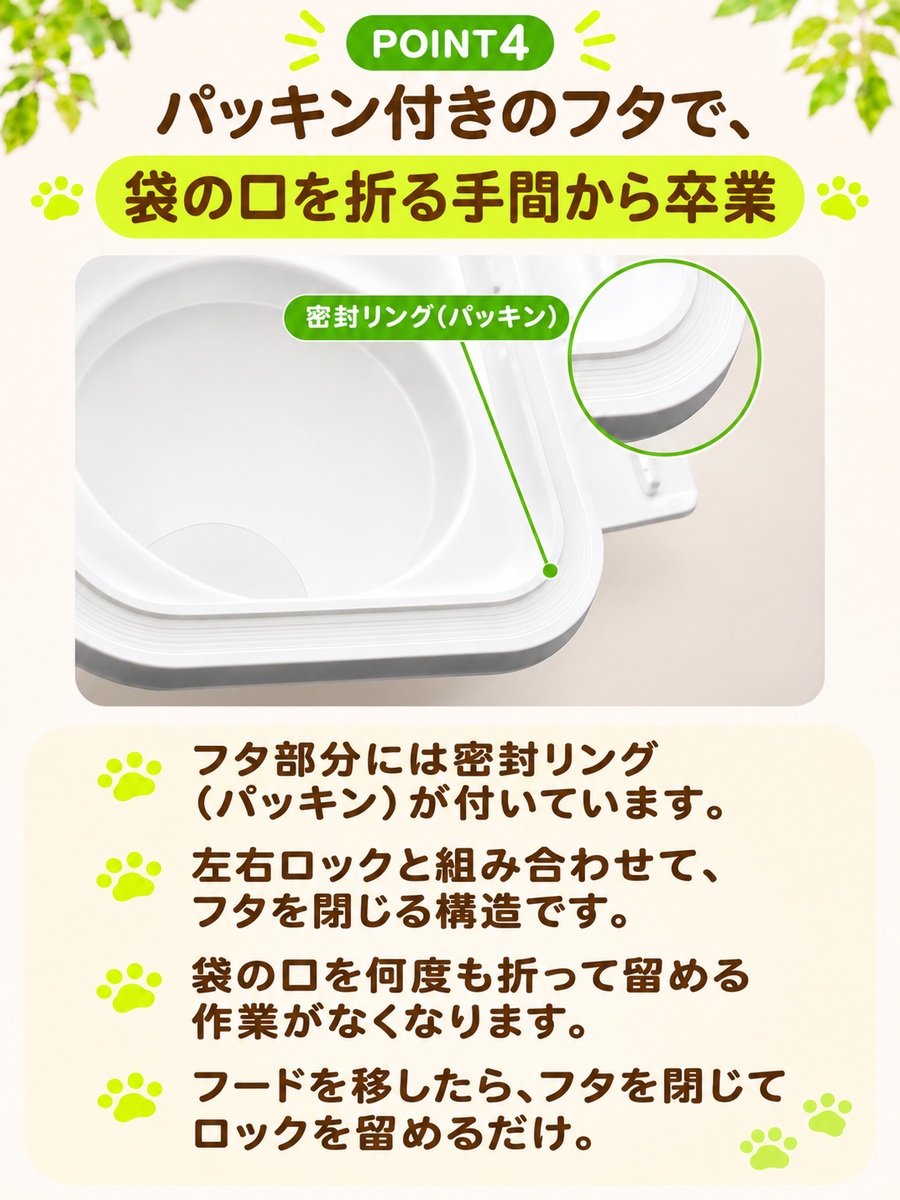 POINT4
パッキン付きのフタで、
袋の口を折る手間から卒業
密封リング(パッキン)
フタ部分には密封リング
(パッキン)が付いています。
左右ロックと組み合わせて、
フタを閉じる構造です。
袋の口を何度も折って留める
作業がなくなります。
フードを移したら、フタを閉じて
ロックを留めるだけ。